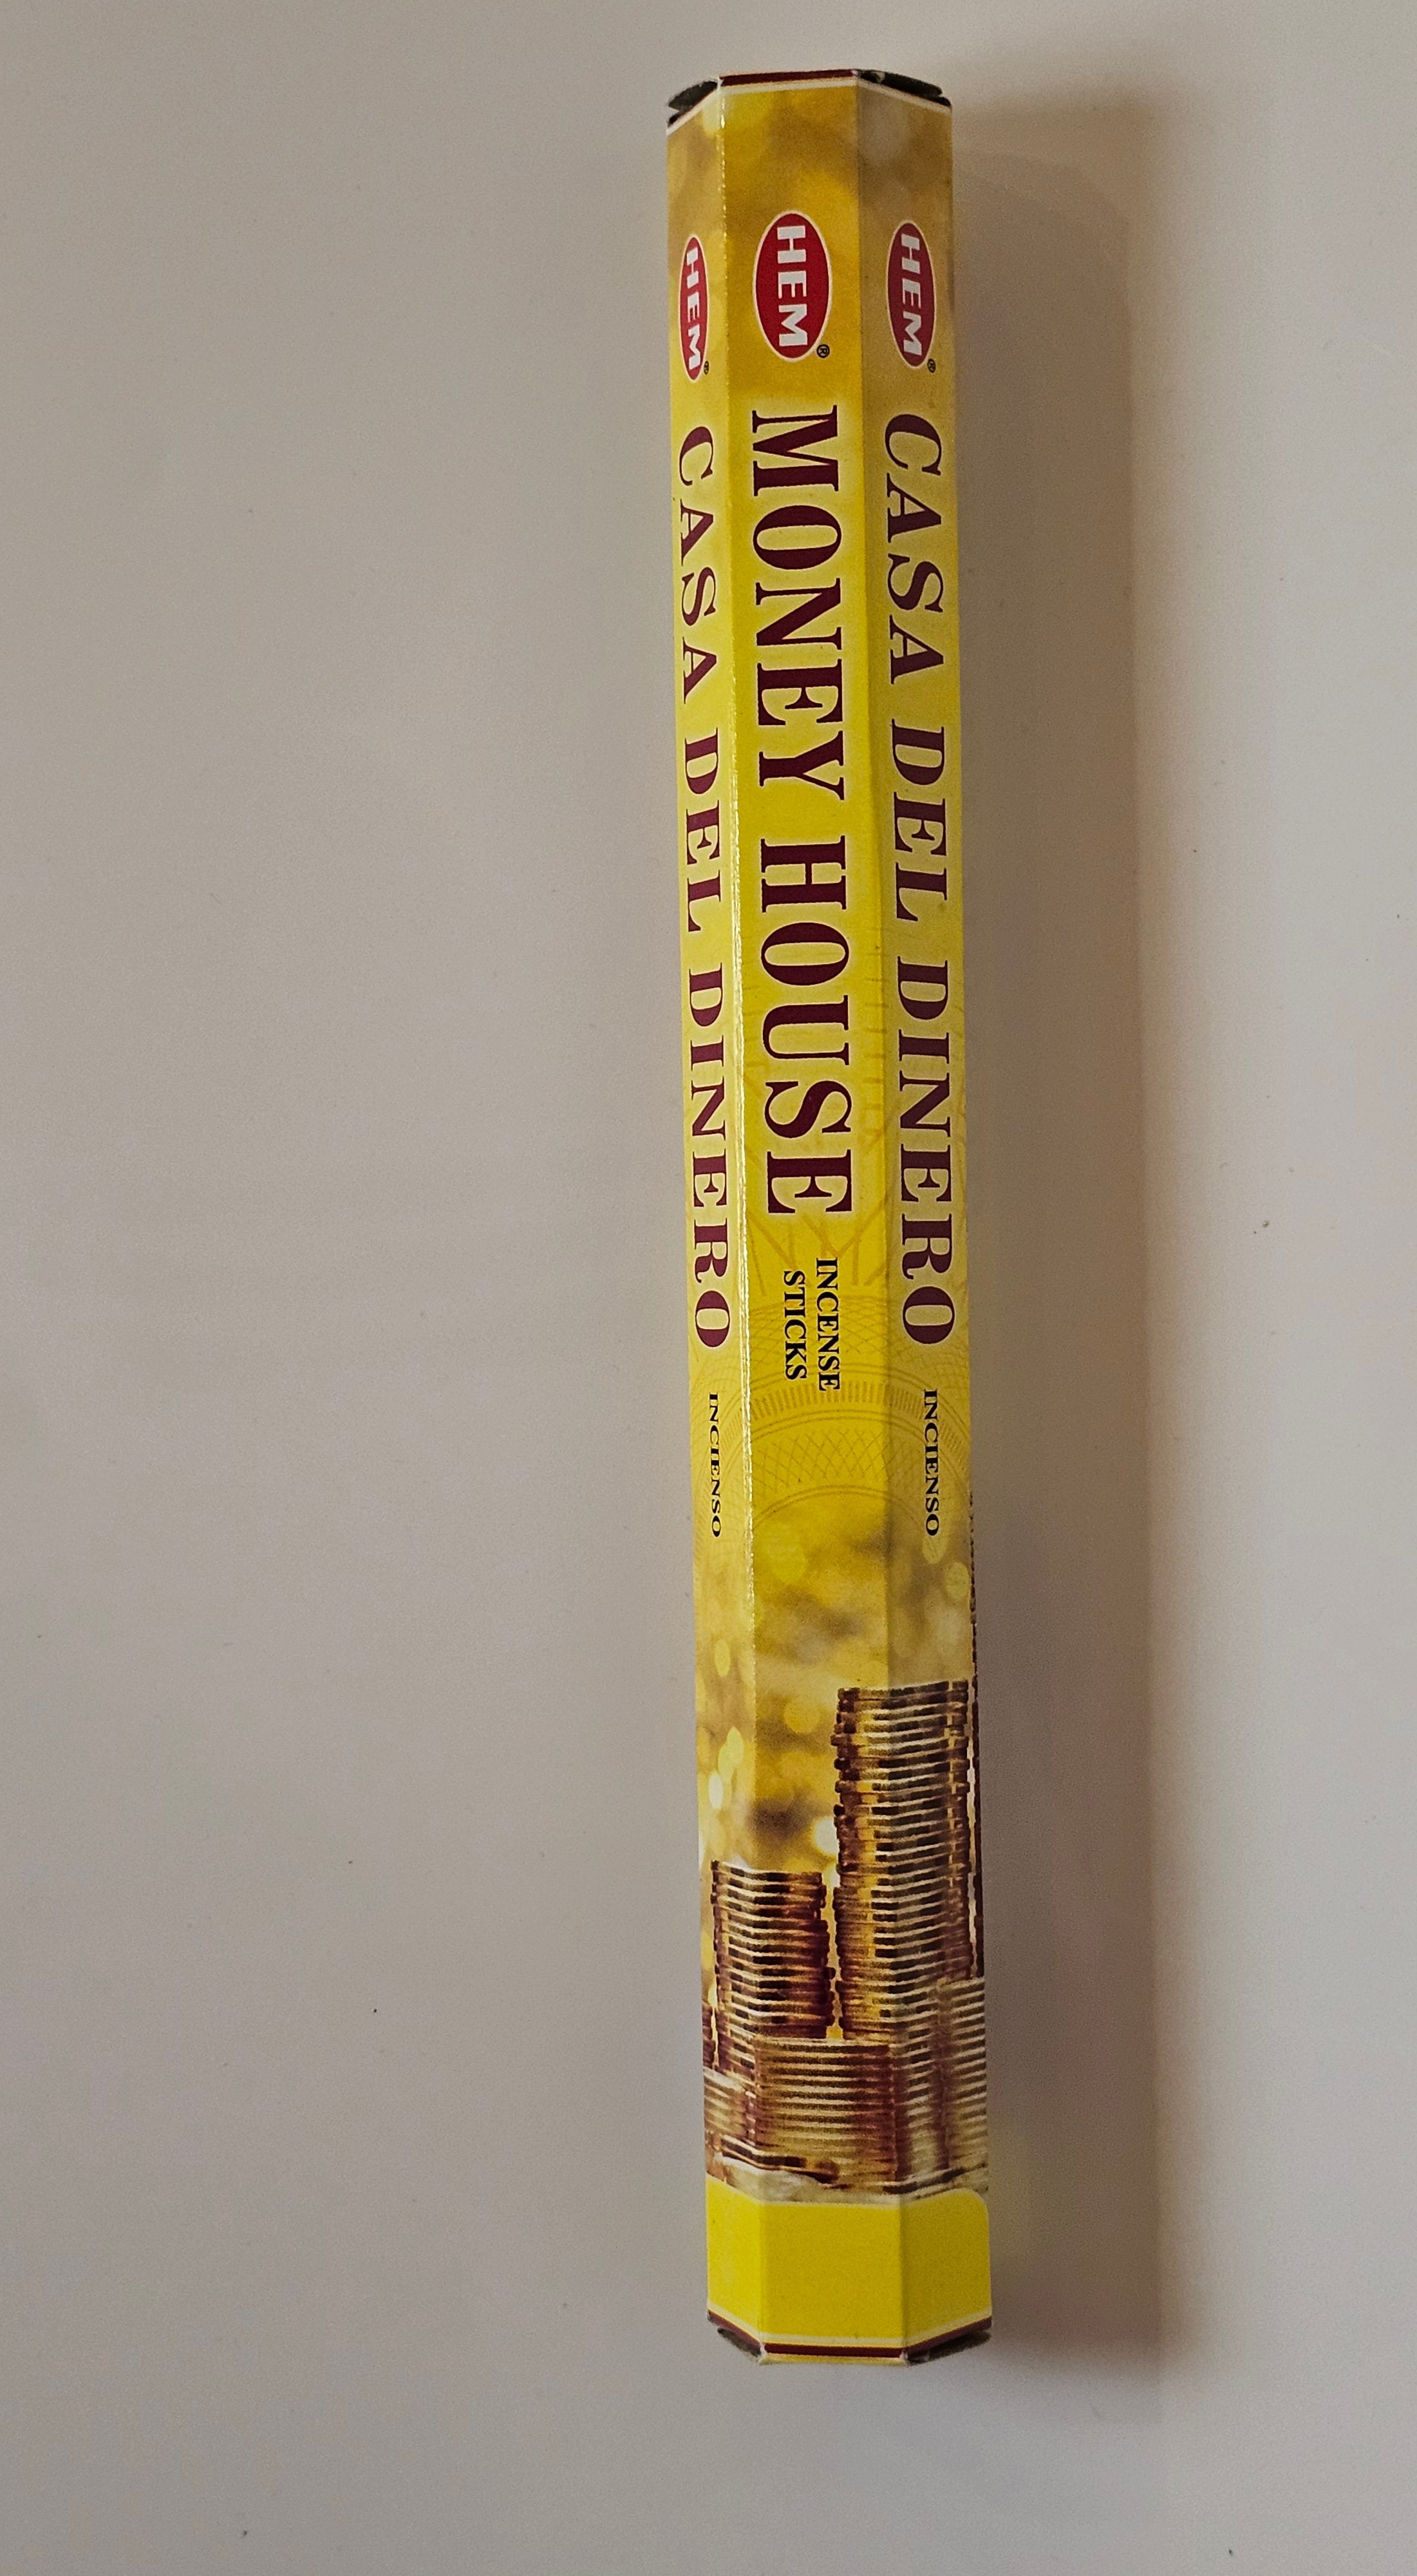 HEM®
CASA DEL DINERO
INCIENSO
HEM®
MONEY HOUSE
INCENSE
STICKS
HEM®
CASA DEL DINERO
INCIENSO